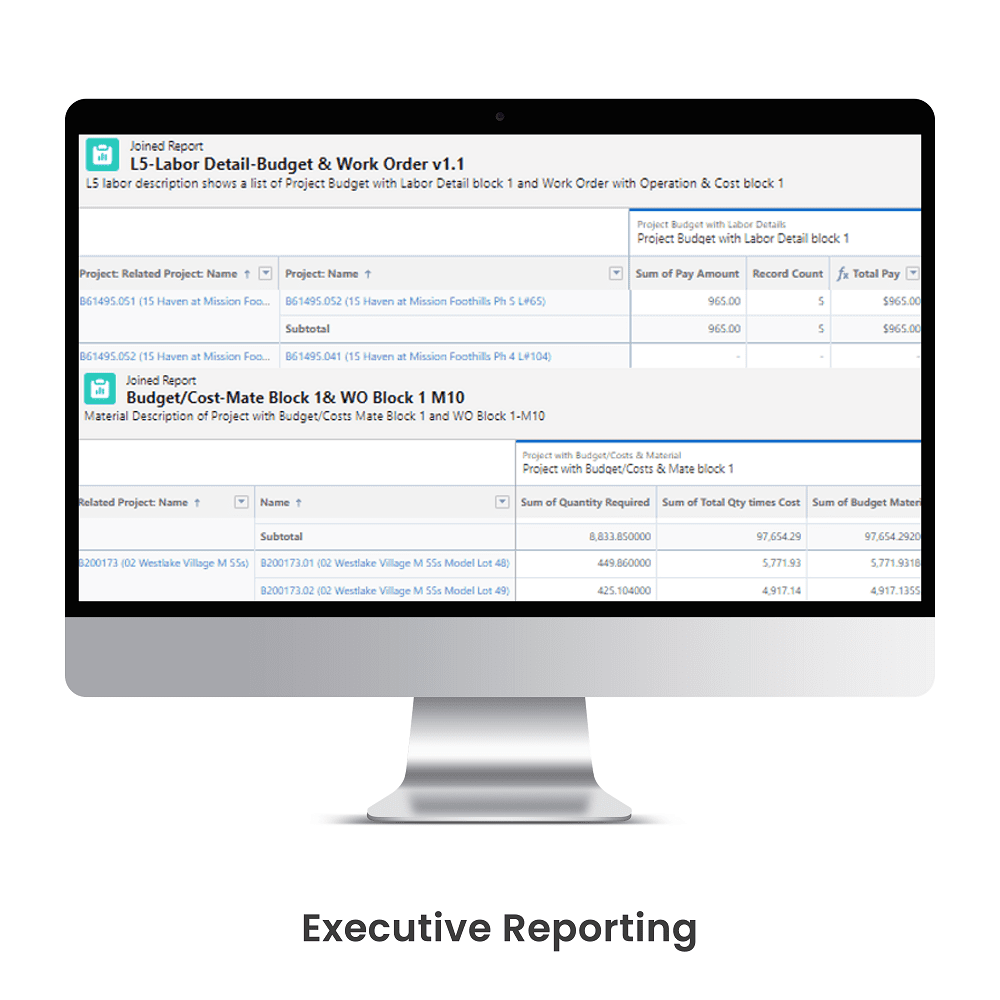 Joined Report
L5-Labor Detail-Budget & Work Order v1.1
L5 labor description shows a list of Project Budget with Labor Detail block 1 and Work Order with Operation & Cost block 1
Project Budget with Labor Details
Project Budget with Labor Detail block 1
Project: Related Project: Name ↑ Project: Name ↑ Sum of Pay Amount Record Count fx Total Pay
B61495.051 (15 Haven at Mission Foo... B61495.052 (15 Haven at Mission Foothills Ph 5 L#65) 965.00 5 $965.00
Subtotal 965.00 5 $965.00
B61495.052 (15 Haven at Mission Foo... B61495.041 (15 Haven at Mission Foothills Ph 4 L#104) - - -
Joined Report
Budget/Cost-Mate Block 1& WO Block 1 M10
Material Description of Project with Budget/Costs Mate Block 1 and WO Block 1-M10
Project with Budget/Costs & Material
Project with Budget/Costs & Mate block 1
Related Project: Name ↑ Name ↑ Sum of Quantity Required Sum of Total Qty times Cost Sum of Budget Materi
Subtotal 8,833.850000 97,654.29 97,654.2920
B200173 (02 Westlake Village M SSs) B200173.01 (02 Westlake Village M SSs Model Lot 48) 449.860000 5,771.93 5,771.9318
B200173.02 (02 Westlake Village M SSs Model Lot 49) 425.104000 4,917.14 4,917.1355
Executive Reporting